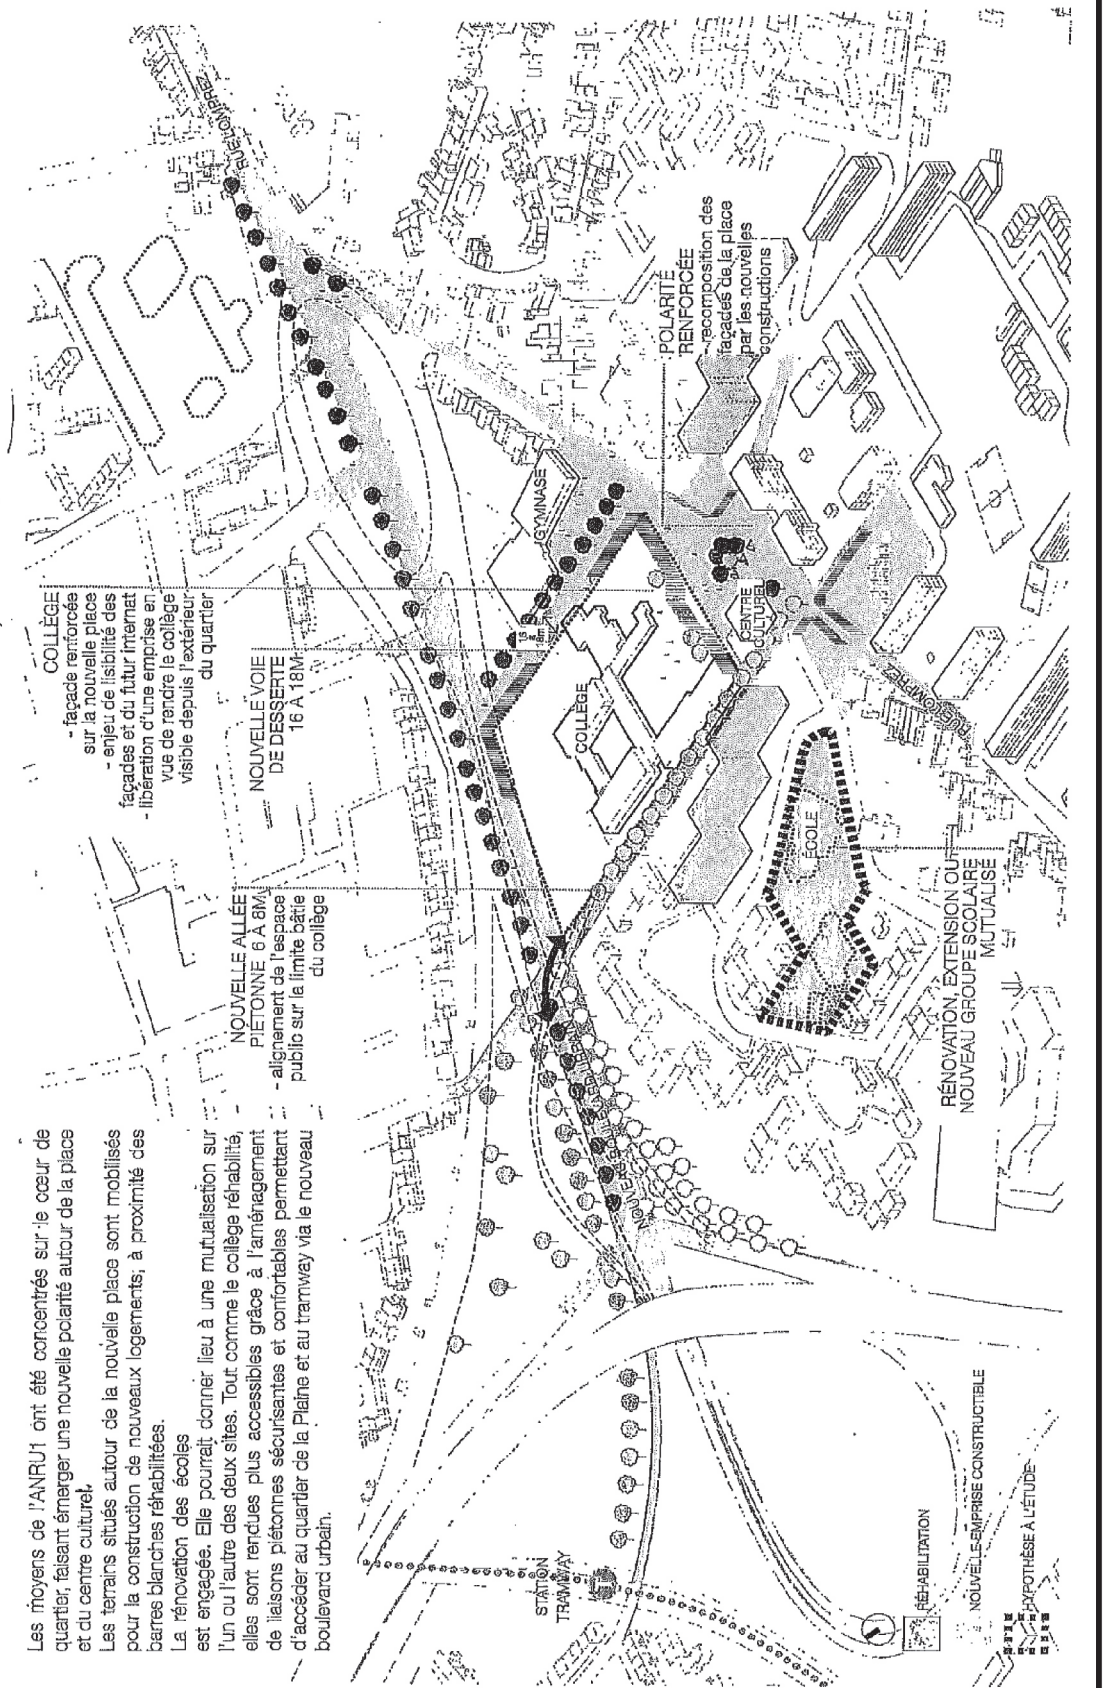 Les moyens de l'ANRU1 ont été concentrés sur le cœur de
quartier, faisant émerger une nouvelle polarité autour de la place
et du centre culturel.
Les terrains situés autour de la nouvelle place sont mobilisés
pour la construction de nouveaux logements, à proximité des
barres blanches réhabilitées.
La rénovation des écoles
est engagée. Elle pourrait donner lieu à une mutualisation sur
l'un ou l'autre des deux sites. Tout comme le collège réhabilité,
elles sont rendues plus accessibles grâce à l'aménagement
de liaisons piétonnes sécurisantes et confortables permettant
d'accéder au quartier de la Plaine et au tramway via le nouveau
boulevard urbain.
NOUVELLE ALLÉE
PIÉTONNE 6 À 8M
- alignement de l'espace
public sur la limite bâtie
du collège
NOUVELLE VOIE
DE DESSERTE
16 À 18M
COLLÈGE
- façade renforcée
sur la nouvelle place
- enjeu de lisibilité des
façades et du futur internat
- libération d'une emprise en
vue de rendre le collège
visible depuis l'extérieur
du quartier
RUE LOMPREZ
GYMNASE
COLLÈGE
CENTRE
CULTUREL
POLARITÉ
RENFORCÉE
- recomposition des
façades de la place
par les nouvelles
constructions
RUE LOMPREZ
ÉCOLE
RÉNOVATION, EXTENSION OU
NOUVEAU GROUPE SCOLAIRE
MUTUALISÉ
STATION
TRAMWAY
RÉHABILITATION
NOUVELLE EMPRISE CONSTRUCTIBLE
HYPOTHÈSE À L'ÉTUDE